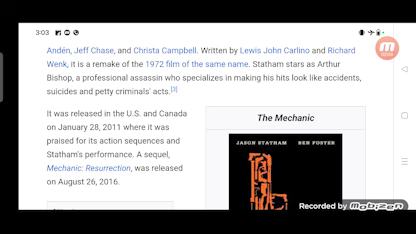 3:03
Andén, Jeff Chase, and Christa Campbell. Written by Lewis John Carlino and Richard
Wenk, it is a remake of the 1972 film of the same name. Statham stars as Arthur
Bishop, a professional assassin who specializes in making his hits look like accidents,
suicides and petty criminals' acts.[3]
It was released in the U.S. and Canada
on January 28, 2011 where it was
praised for its action sequences and
Statham's performance. A sequel,
Mechanic: Resurrection, was released
on August 26, 2016.
The Mechanic
JASON STATHAM BEN FOSTER
Recorded by Mobizen